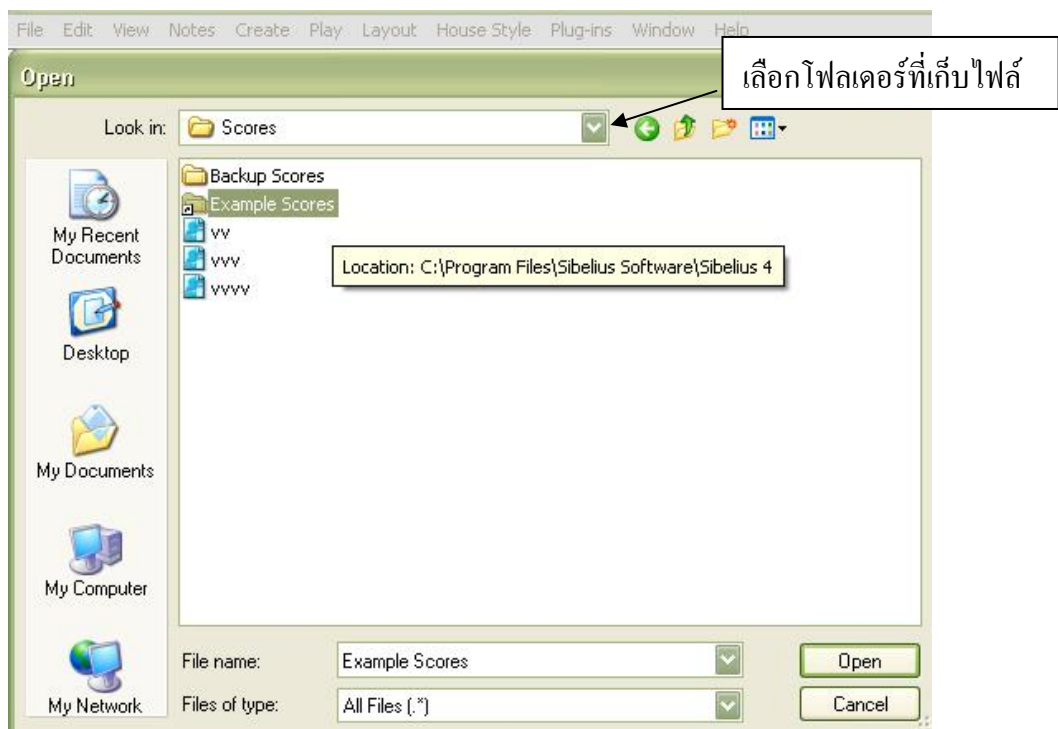 File Edit View Notes Create Play Layout House Style Plug-ins Window Help
Open
เลือกโฟลเดอร์ที่เก็บไฟล์
Look in: Scores
Backup Scores
Example Scores
vv
vvv
vvvv
Location: C:\Program Files\Sibelius Software\Sibelius 4
My Recent
Documents
Desktop
My Documents
My Computer
My Network
File name: Example Scores Open
Files of type: All Files (.*) Cancel